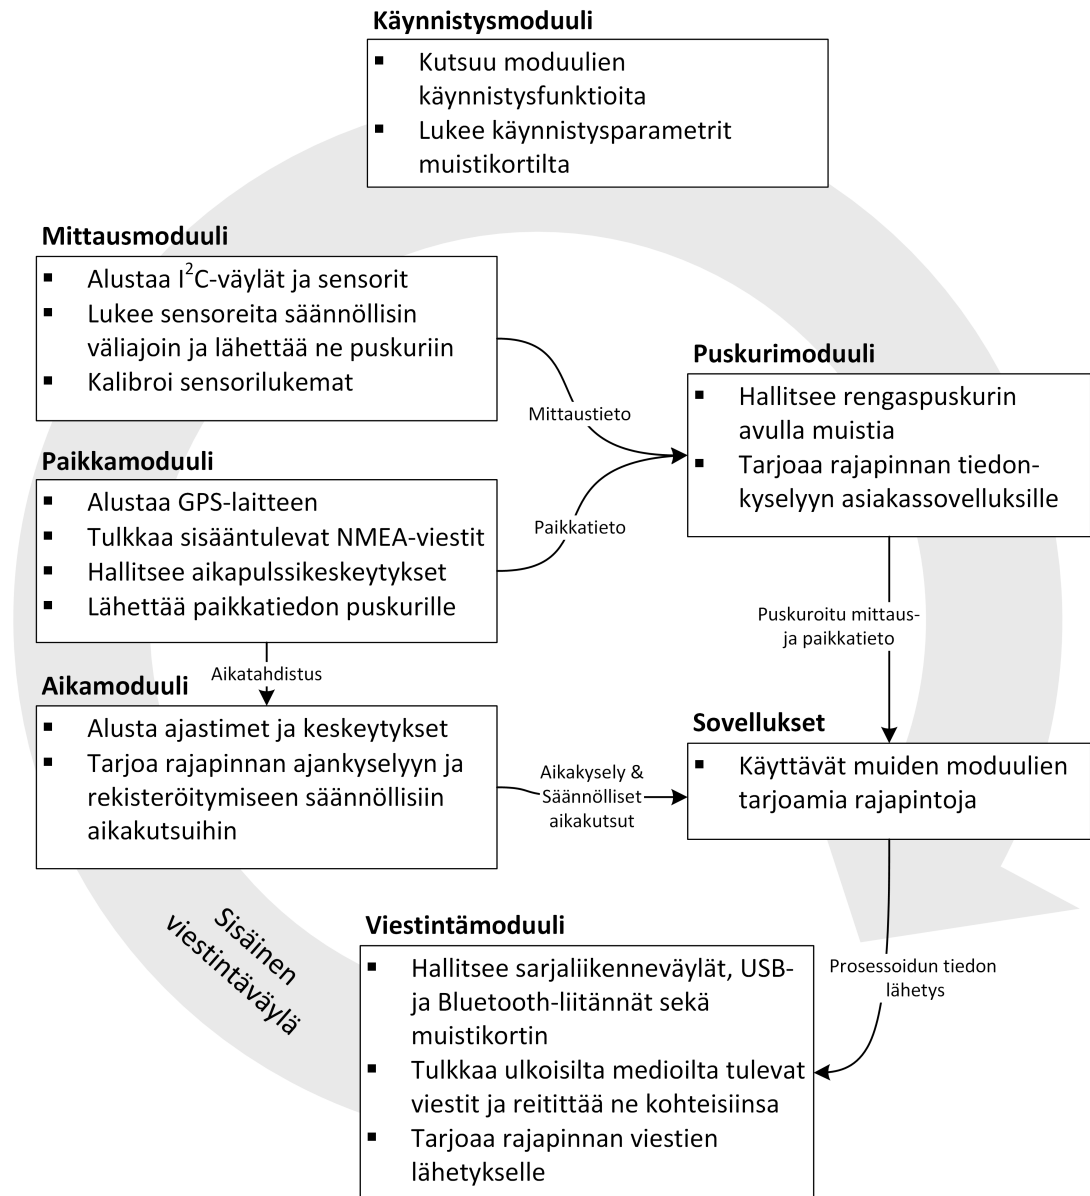 Käynnistysmoduuli
▪ Kutsuu moduulien
käynnistysfunktioita
▪ Lukee käynnistysparametrit
muistikortilta
Mittausmoduuli
▪ Alustaa I²C-väylät ja sensorit
▪ Lukee sensoreita säännöllisin
väliajoin ja lähettää ne puskuriin
▪ Kalibroi sensorilukemat
Mittaustieto
Puskurimoduuli
▪ Hallitsee rengaspuskurin
avulla muistia
▪ Tarjoaa rajapinnan tiedon-
kyselyyn asiakassovelluksille
Paikkamoduuli
▪ Alustaa GPS-laitteen
▪ Tulkkaa sisääntulevat NMEA-viestit
▪ Hallitsee aikapulssikeskeytykset
▪ Lähettää paikkatiedon puskurille
Paikkatieto
Puskuroitu mittaus-
ja paikkatieto
Aikatahdistus
Aikamoduuli
▪ Alusta ajastimet ja keskeytykset
▪ Tarjoa rajapinnan ajankyselyyn ja
rekisteröitymiseen säännöllisiin
aikakutsuihin
Aikakysely &
Säännölliset
aikakutsut
Sovellukset
▪ Käyttävät muiden moduulien
tarjoamia rajapintoja
Sisäinen
viestintäväylä
Viestintämoduuli
▪ Hallitsee sarjaliikenneväylät, USB-
ja Bluetooth-liitännät sekä
muistikortin
▪ Tulkkaa ulkoisilta medioilta tulevat
viestit ja reitittää ne kohteisiinsa
▪ Tarjoaa rajapinnan viestien
lähetykselle
Prosessoidun tiedon
lähetys